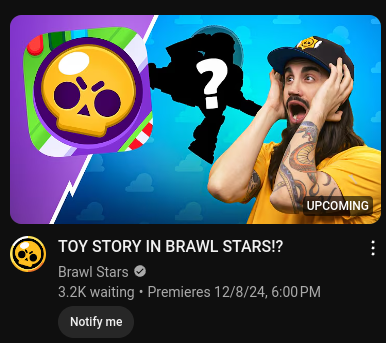 ?
UPCOMING
TOY STORY IN BRAWL STARS!?
Brawl Stars
3.2K waiting • Premieres 12/8/24, 6:00 PM
Notify me